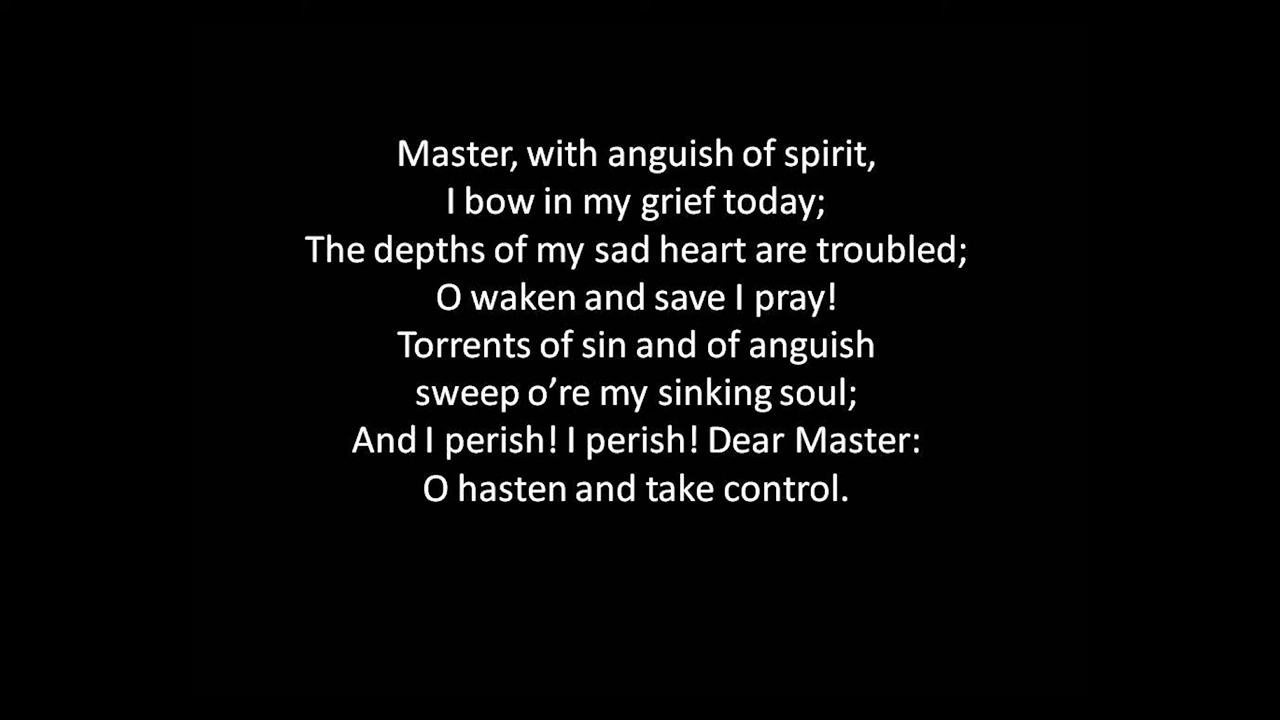 Master, with anguish of spirit,
I bow in my grief today;
The depths of my sad heart are troubled;
O waken and save I pray!
Torrents of sin and of anguish
sweep o’re my sinking soul;
And I perish! I perish! Dear Master:
O hasten and take control.